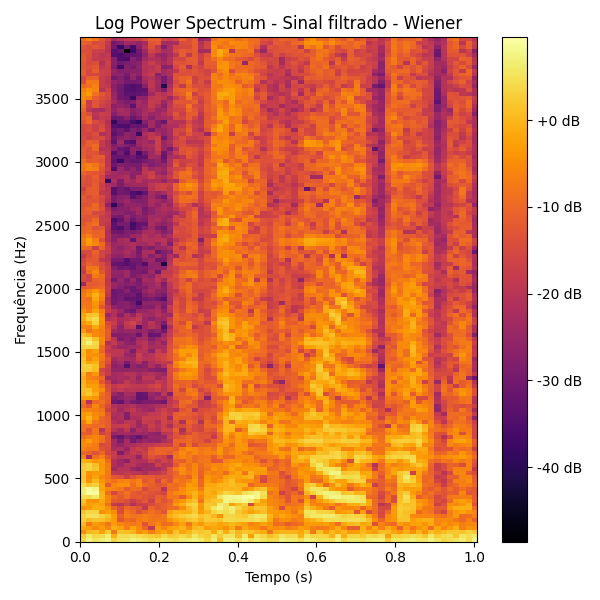 Log Power Spectrum - Sinal filtrado - Wiener
Frequência (Hz)
3500
3000
2500
2000
1500
1000
500
0
0.0 0.2 0.4 0.6 0.8 1.0
Tempo (s)
+0 dB
-10 dB
-20 dB
-30 dB
-40 dB